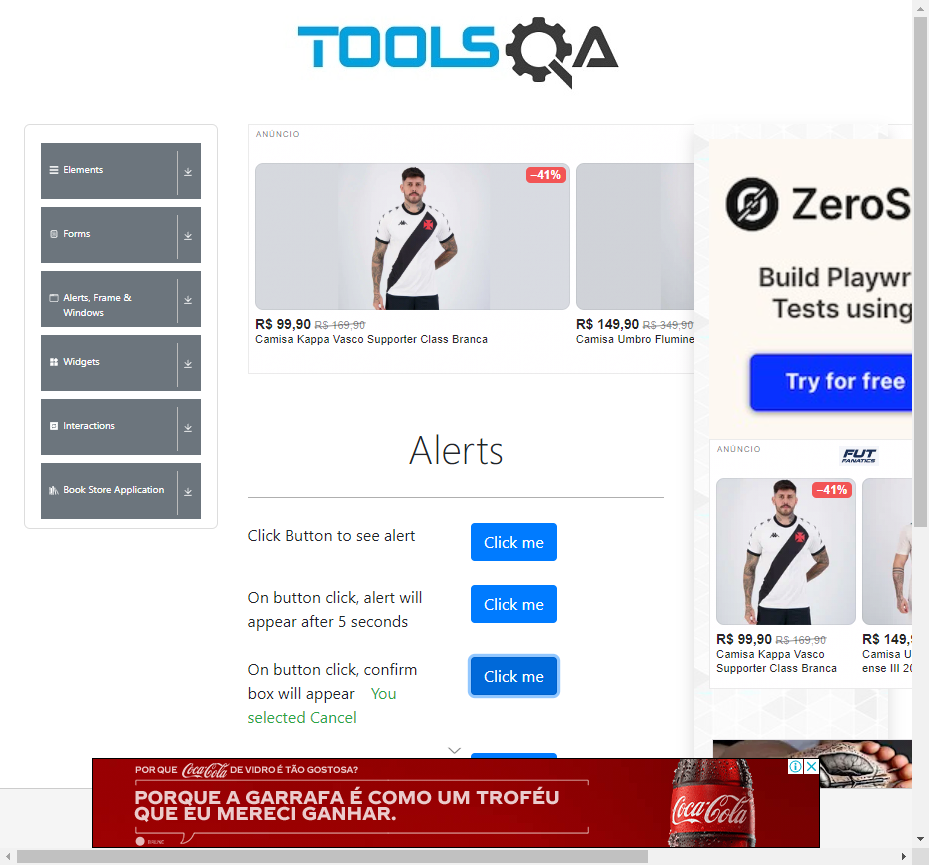 TOOLSQA
Elements
Forms
Alerts, Frame &
Windows
Widgets
Interactions
Book Store Application
ANÚNCIO
–41%
R$ 99,90 R$ 169,90
Camisa Kappa Vasco Supporter Class Branca
R$ 149,90 R$ 349,90
Camisa Umbro Flumine
ZeroS
Build Playwr
Tests using
Try for free
ANÚNCIO
FUT
FANATICS
–41%
R$ 99,90 R$ 169,90
Camisa Kappa Vasco
Supporter Class Branca
R$ 149,
Camisa U
ense III 20
Alerts
Click Button to see alert
Click me
On button click, alert will
appear after 5 seconds
Click me
On button click, confirm
box will appear You
selected Cancel
Click me
POR QUE Coca-Cola DE VIDRO É TÃO GOSTOSA?
PORQUE A GARRAFA É COMO UM TROFÉU
QUE EU MERECI GANHAR.
Coca-Cola